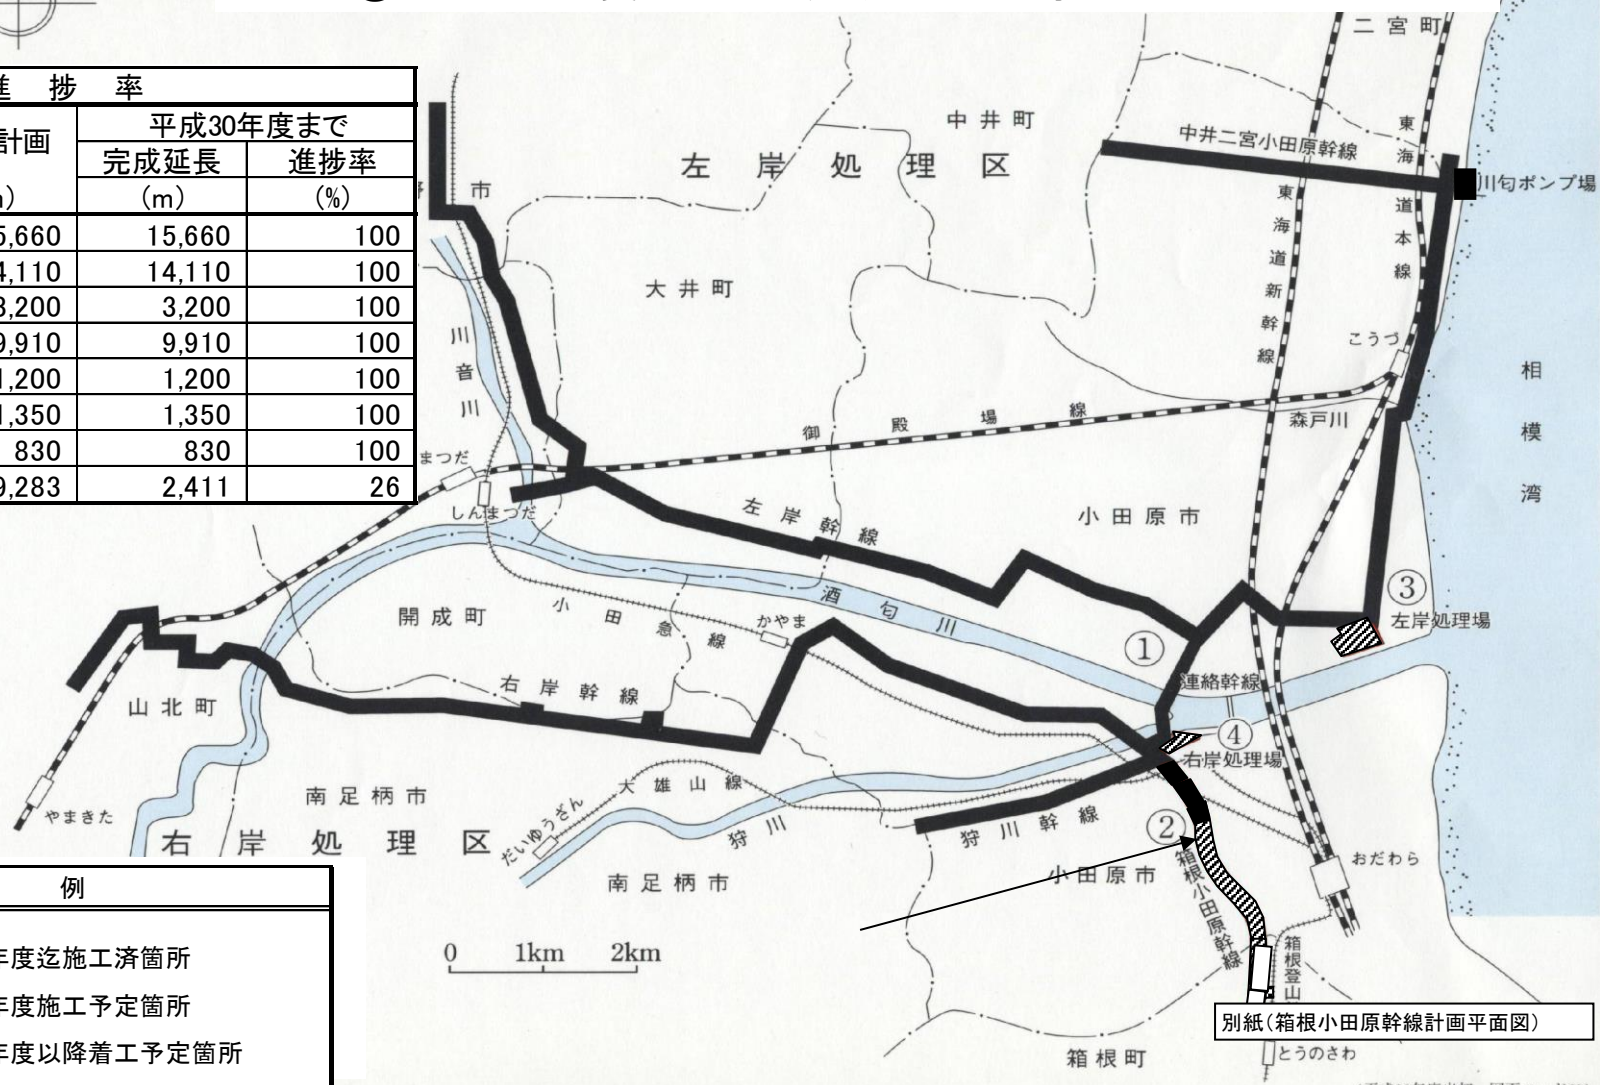 進 捗 率
計画
平成30年度まで
完成延長
進捗率
(m)
(%)
5,660 15,660 100
4,110 14,110 100
3,200 3,200 100
9,910 9,910 100
1,200 1,200 100
1,350 1,350 100
830 830 100
9,283 2,411 26
二宮町
中井町
中井二宮小田原幹線
東海道本線
川匂ポンプ場
左岸処理区
市
東海道新幹線
大井町
川音川
こうづ
相模湾
御殿場線
森戸川
まつだ
しんまつだ
左岸幹線
小田原市
③
左岸処理場
開成町
小田急線
かやま
酒匂川
①
連絡幹線
右岸幹線
山北町
④
右岸処理場
やまきた
南足柄市
大雄山線
だいゆうざん
狩川
狩川幹線
②
右岸処理区
南足柄市
小田原市
箱根小田原幹線
おだわら
例
年度迄施工済箇所
年度施工予定箇所
年度以降着工予定箇所
0 1km 2km
箱根登山
別紙(箱根小田原幹線計画平面図)
箱根町
とうのさわ